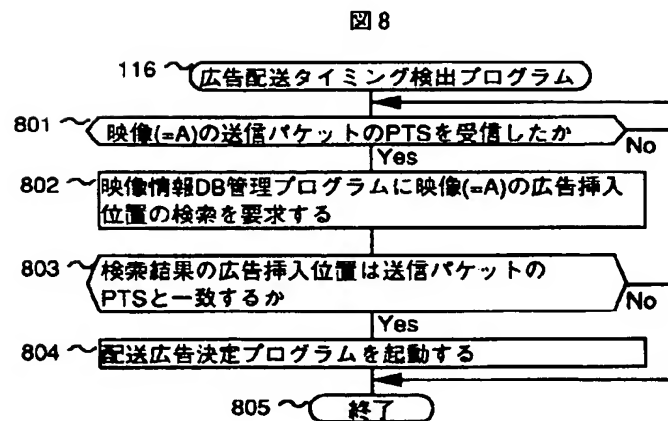 図8
116 広告配送タイミング検出プログラム
801 映像(=A)の送信パケットのPTSを受信したか
No
Yes
802 映像情報DB管理プログラムに映像(=A)の広告挿入
位置の検索を要求する
803 検索結果の広告挿入位置は送信パケットの
PTSと一致するか
No
Yes
804 配送広告決定プログラムを起動する
805 終了